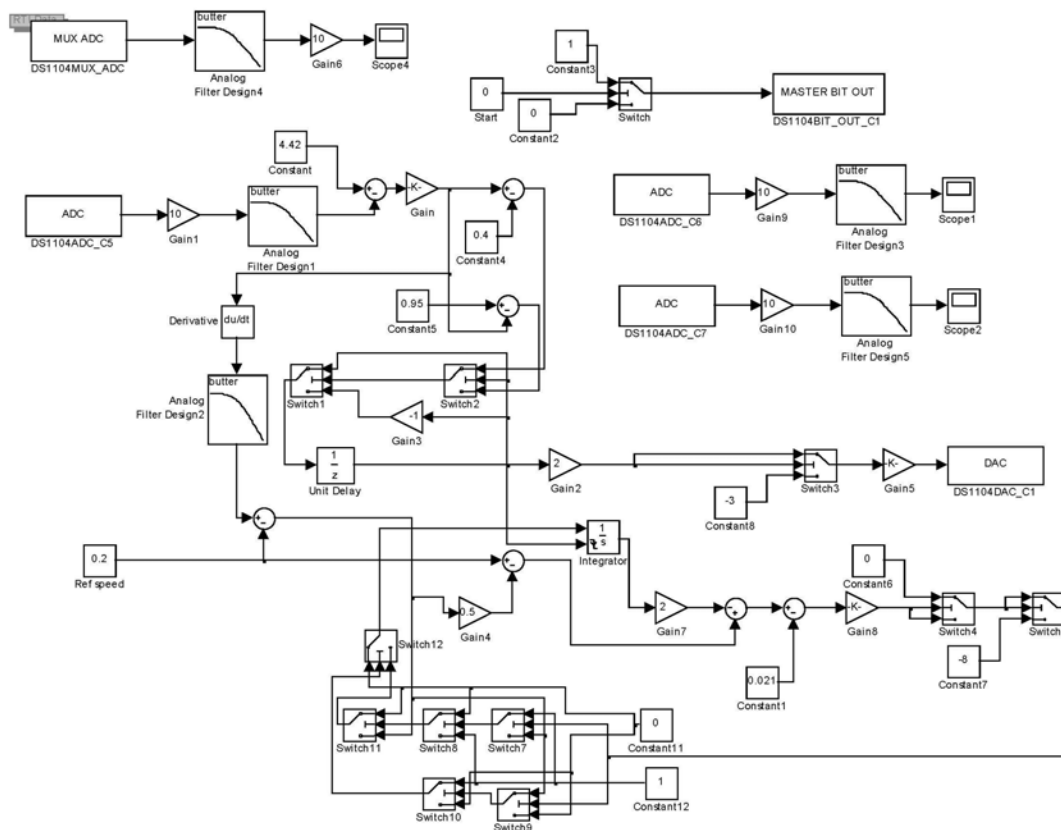 RTI Data
MUX ADC
DS1104MUX_ADC
butter
Analog
Filter Design4
10
Gain6
Scope4
1
Constant3
0
Start
0
Constant2
Switch
MASTER BIT OUT
DS1104BIT_OUT_C1
4.42
Constant
ADC
DS1104ADC_C5
10
Gain1
butter
Analog
Filter Design1
-K-
Gain
0.4
Constant4
ADC
DS1104ADC_C6
10
Gain9
butter
Analog
Filter Design3
Scope1
0.95
Constant5
ADC
DS1104ADC_C7
10
Gain10
butter
Analog
Filter Design5
Scope2
Derivative
du/dt
butter
Analog
Filter Design2
Switch1
Switch2
-1
Gain3
1
z
Unit Delay
2
Gain2
-3
Constant8
Switch3
-K-
Gain5
DAC
DS1104DAC_C1
0.2
Ref speed
1
s
Integrator
0.5
Gain4
2
Gain7
0.021
Constant1
-K-
Gain8
0
Constant6
Switch4
-8
Constant7
Switch
Switch12
Switch11
Switch8
Switch7
0
Constant11
Switch10
Switch9
1
Constant12